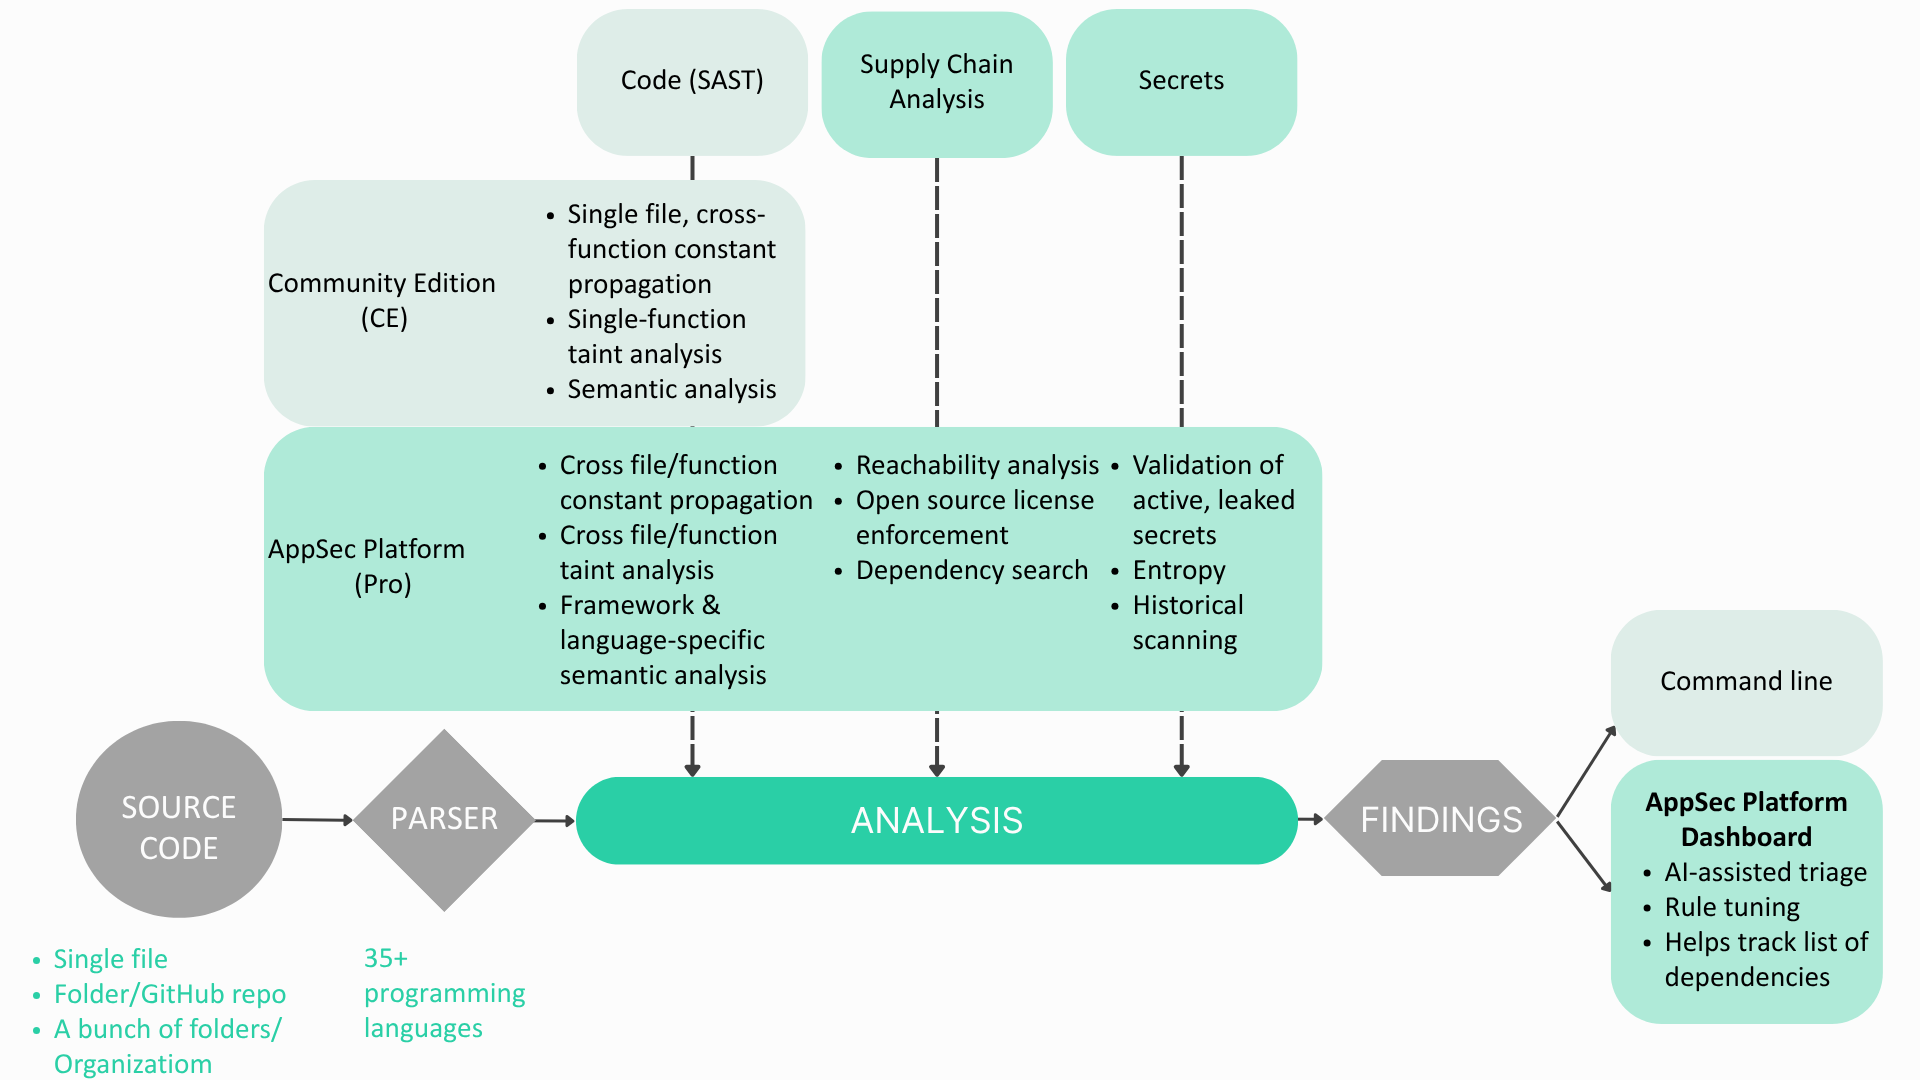 Code (SAST)
Supply Chain
Analysis
Secrets
Community Edition
(CE)
• Single file, cross-
function constant
propagation
• Single-function
taint analysis
• Semantic analysis
AppSec Platform
(Pro)
• Cross file/function
constant propagation
• Cross file/function
taint analysis
• Framework &
language-specific
semantic analysis
• Reachability analysis
• Open source license
enforcement
• Dependency search
• Validation of
active, leaked
secrets
• Entropy
• Historical
scanning
SOURCE
CODE
PARSER
ANALYSIS
FINDINGS
Command line
AppSec Platform
Dashboard
• AI-assisted triage
• Rule tuning
• Helps track list of
dependencies
• Single file
• Folder/GitHub repo
• A bunch of folders/
Organizatiom
35+
programming
languages